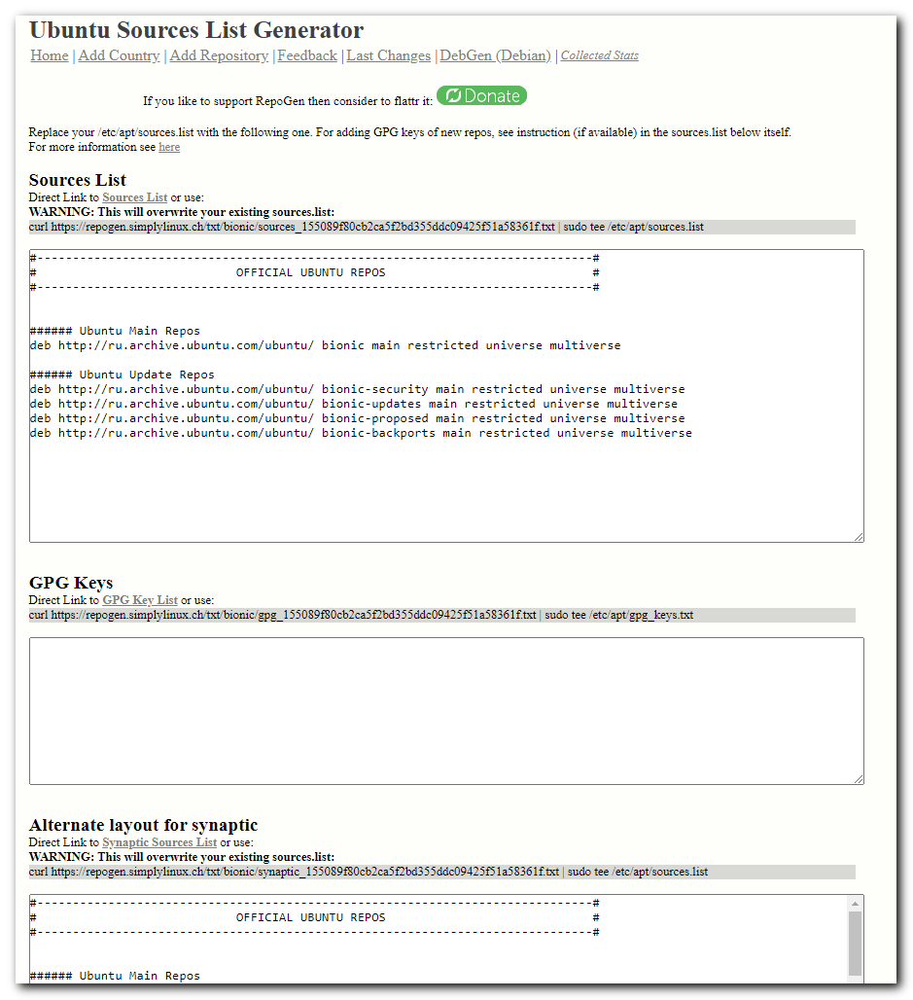 Ubuntu Sources List Generator
Home | Add Country | Add Repository | Feedback | Last Changes | DebGen (Debian) | Collected Stats
If you like to support RepoGen then consider to flattr it: Donate
Replace your /etc/apt/sources.list with the following one. For adding GPG keys of new repos, see instruction (if available) in the sources.list below itself.
For more information see here
Sources List
Direct Link to Sources List or use:
WARNING: This will overwrite your existing sources.list:
curl https://repogen.simplylinux.ch/txt/bionic/sources_155089f80cb2ca5f2bd355ddc09425f51a58361f.txt | sudo tee /etc/apt/sources.list
#------------------------------------------------------------------------------#
#                            OFFICIAL UBUNTU REPOS                             #
#------------------------------------------------------------------------------#
###### Ubuntu Main Repos
deb http://ru.archive.ubuntu.com/ubuntu/ bionic main restricted universe multiverse
###### Ubuntu Update Repos
deb http://ru.archive.ubuntu.com/ubuntu/ bionic-security main restricted universe multiverse
deb http://ru.archive.ubuntu.com/ubuntu/ bionic-updates main restricted universe multiverse
deb http://ru.archive.ubuntu.com/ubuntu/ bionic-proposed main restricted universe multiverse
deb http://ru.archive.ubuntu.com/ubuntu/ bionic-backports main restricted universe multiverse
GPG Keys
Direct Link to GPG Key List or use:
curl https://repogen.simplylinux.ch/txt/bionic/gpg_155089f80cb2ca5f2bd355ddc09425f51a58361f.txt | sudo tee /etc/apt/gpg_keys.txt
Alternate layout for synaptic
Direct Link to Synaptic Sources List or use:
WARNING: This will overwrite your existing sources.list:
curl https://repogen.simplylinux.ch/txt/bionic/synaptic_155089f80cb2ca5f2bd355ddc09425f51a58361f.txt | sudo tee /etc/apt/sources.list
#------------------------------------------------------------------------------#
#                            OFFICIAL UBUNTU REPOS                             #
#------------------------------------------------------------------------------#
###### Ubuntu Main Repos